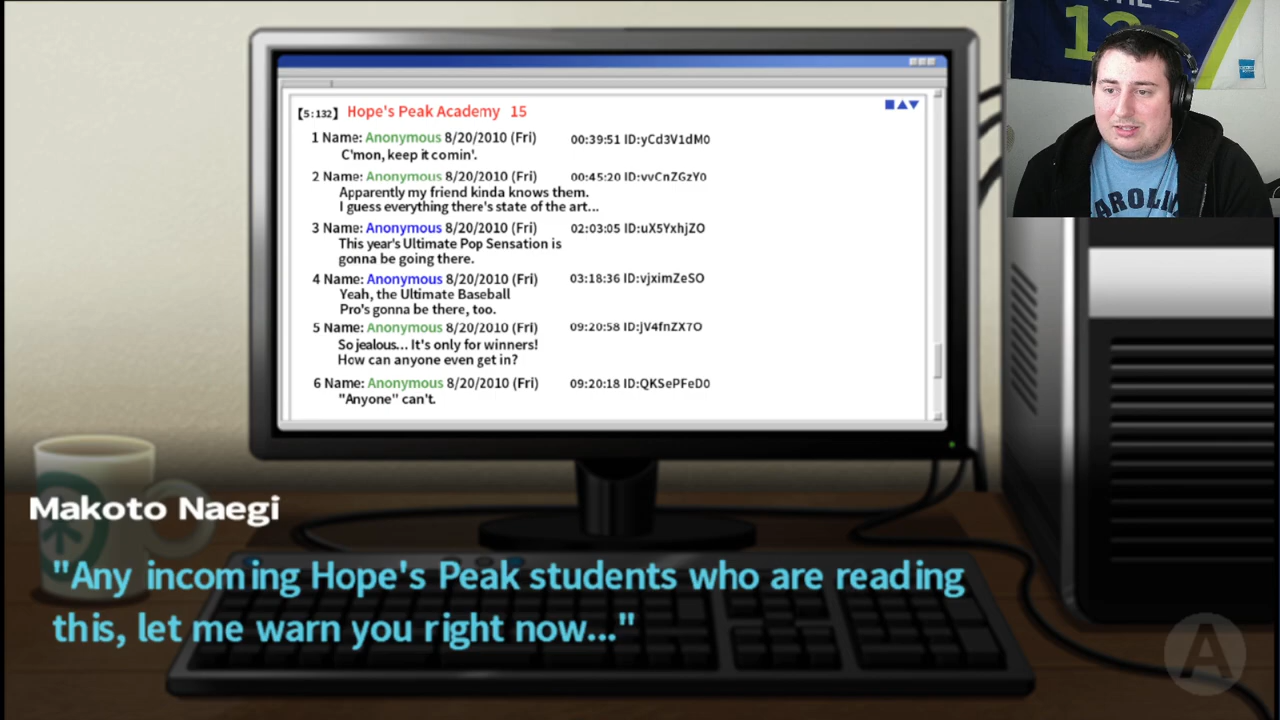 THE
12s
AROLIN
【5:132】 Hope's Peak Academy 15
1 Name: Anonymous 8/20/2010 (Fri) 00:39:51 ID:yCd3V1dM0
C'mon, keep it comin'.
2 Name: Anonymous 8/20/2010 (Fri) 00:45:20 ID:vvCnZGzY0
Apparently my friend kinda knows them.
I guess everything there's state of the art...
3 Name: Anonymous 8/20/2010 (Fri) 02:03:05 ID:uX5YxhjZO
This year's Ultimate Pop Sensation is
gonna be going there.
4 Name: Anonymous 8/20/2010 (Fri) 03:18:36 ID:vjximZeSO
Yeah, the Ultimate Baseball
Pro's gonna be there, too.
5 Name: Anonymous 8/20/2010 (Fri) 09:20:58 ID:jV4fnZX7O
So jealous... It's only for winners!
How can anyone even get in?
6 Name: Anonymous 8/20/2010 (Fri) 09:20:18 ID:QKSePFeD0
"Anyone" can't.
Makoto Naegi
"Any incoming Hope's Peak students who are reading
this, let me warn you right now..."
A